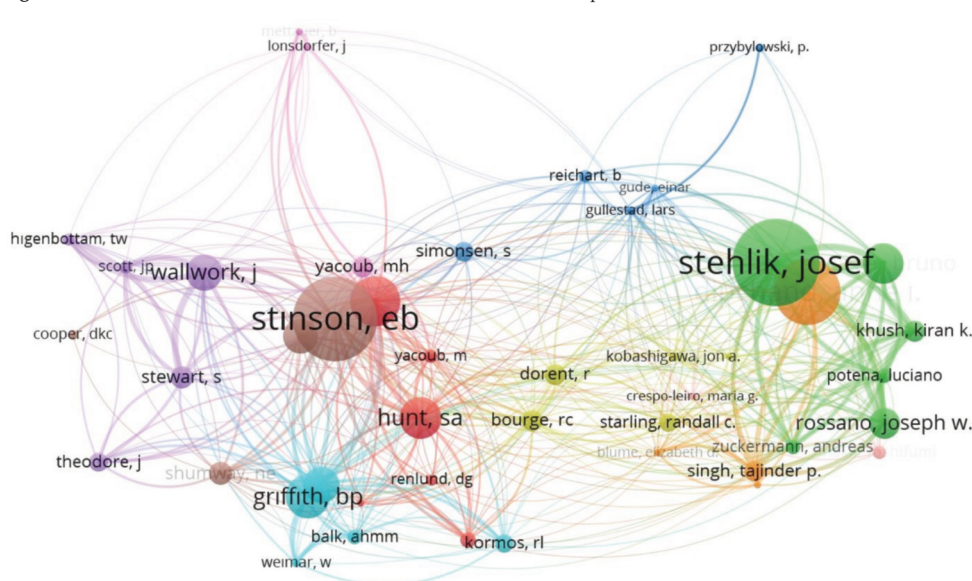 lonsdorfer, j
przybylowski, p.
reichart, b
gude, einar
gullestad, lars
higenbottam, tw
simonsen, s
scott, jp
wallwork, j
yacoub, mh
stehlik, josef
stinson, eb
cooper, dkc
khush, kiran k.
yacoub, m
kobashigawa, jon a.
stewart, s
dorent, r
potena, luciano
crespo-leiro, maria g.
hunt, sa
bourge, rc
starling, randall c.
rossano, joseph w.
zuckermann, andreas
blume, elizabeth d.
theodore, j
shumway, ne
renlund, dg
singh, tajinder p.
griffith, bp
balk, ahmm
kormos, rl
weimar, w